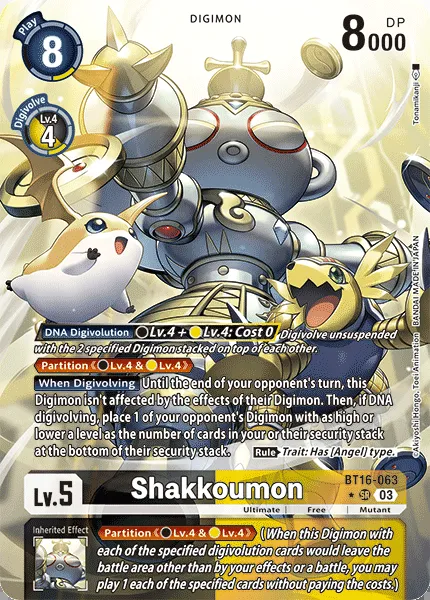 DIGIMON
Play
8
8000 DP
Digivolve
Lv.4
4
Tonamikanji
©Akiyoshi Hongo, Toei Animation BANDAI MADE IN JAPAN
DNA Digivolution Lv.4 + Lv.4: Cost 0 Digivolve unsuspended
with the 2 specified Digimon stacked on top of each other.
Partition《Lv.4 & Lv.4》
When Digivolving Until the end of your opponent's turn, this
Digimon isn't affected by the effects of their Digimon. Then, if DNA
digivolving, place 1 of your opponent's Digimon with as high or
lower a level as the number of cards in your or their security stack
at the bottom of their security stack. Rule Trait: Has [Angel] type.
BT16-063
Lv.5 Shakkoumon
SR 03
Ultimate Free Mutant
Inherited Effect
Partition《Lv.4 & Lv.4》(When this Digimon with
each of the specified digivolution cards would leave the
battle area other than by your effects or a battle, you may
play 1 each of the specified cards without paying the costs.)